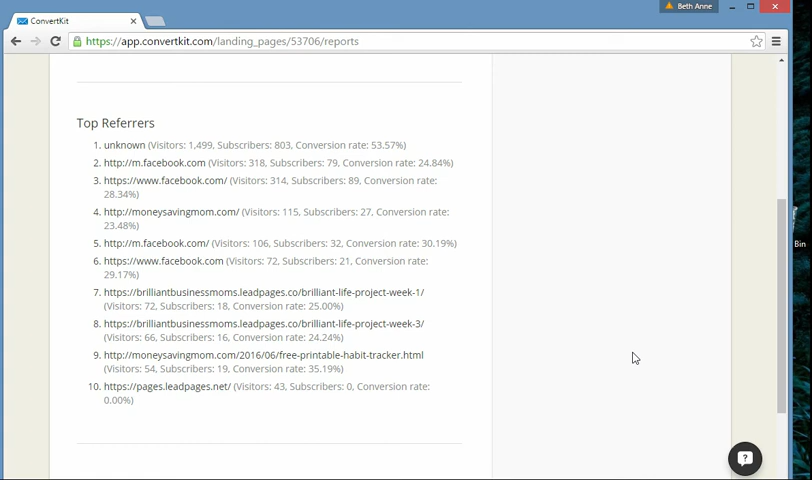 Beth Anne
ConvertKit
https://app.convertkit.com/landing_pages/53706/reports
Top Referrers
1. unknown (Visitors: 1,499, Subscribers: 803, Conversion rate: 53.57%)
2. http://m.facebook.com (Visitors: 318, Subscribers: 79, Conversion rate: 24.84%)
3. https://www.facebook.com/ (Visitors: 314, Subscribers: 89, Conversion rate:
28.34%)
4. http://moneysavingmom.com/ (Visitors: 115, Subscribers: 27, Conversion rate:
23.48%)
5. http://m.facebook.com/ (Visitors: 106, Subscribers: 32, Conversion rate: 30.19%)
6. https://www.facebook.com (Visitors: 72, Subscribers: 21, Conversion rate:
29.17%)
7. https://brilliantbusinessmoms.leadpages.co/brilliant-life-project-week-1/
(Visitors: 72, Subscribers: 18, Conversion rate: 25.00%)
8. https://brilliantbusinessmoms.leadpages.co/brilliant-life-project-week-3/
(Visitors: 66, Subscribers: 16, Conversion rate: 24.24%)
9. http://moneysavingmom.com/2016/06/free-printable-habit-tracker.html
(Visitors: 54, Subscribers: 19, Conversion rate: 35.19%)
10. https://pages.leadpages.net/ (Visitors: 43, Subscribers: 0, Conversion rate:
0.00%)
Bin